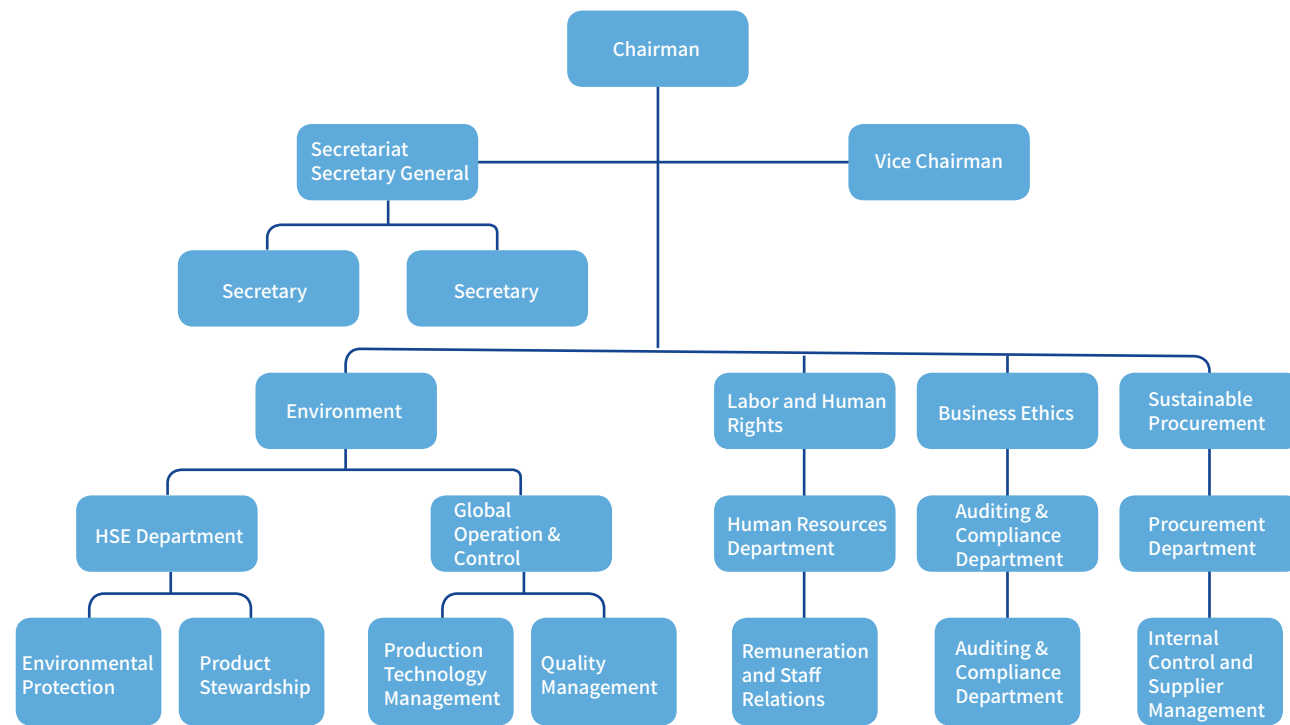 Chairman
Secretariat
Secretary General
Vice Chairman
Secretary
Secretary
Environment
Labor and Human
Rights
Business Ethics
Sustainable
Procurement
HSE Department
Global
Operation &
Control
Human Resources
Department
Auditing &
Compliance
Department
Procurement
Department
Environmental
Protection
Product
Stewardship
Production
Technology
Management
Quality
Management
Remuneration
and Staff
Relations
Auditing &
Compliance
Department
Internal
Control and
Supplier
Management